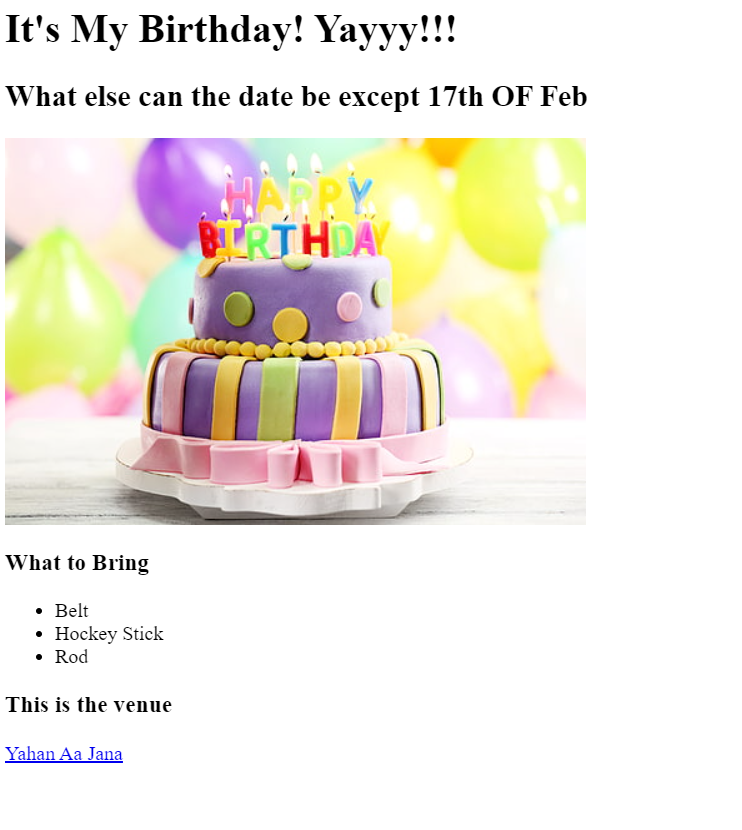 It's My Birthday! Yayyy!!!
What else can the date be except 17th OF Feb
HAPPY
BIRTHDAY
What to Bring
Belt
Hockey Stick
Rod
This is the venue
Yahan Aa Jana